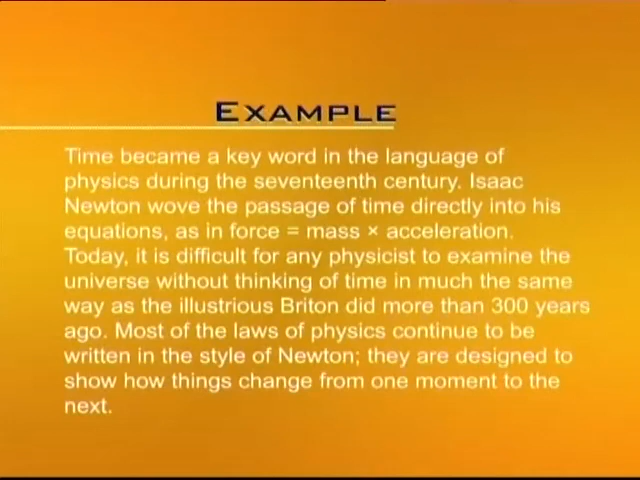 EXAMPLE
Time became a key word in the language of
physics during the seventeenth century. Isaac
Newton wove the passage of time directly into his
equations, as in force = mass × acceleration.
Today, it is difficult for any physicist to examine the
universe without thinking of time in much the same
way as the illustrious Briton did more than 300 years
ago. Most of the laws of physics continue to be
written in the style of Newton; they are designed to
show how things change from one moment to the
next.